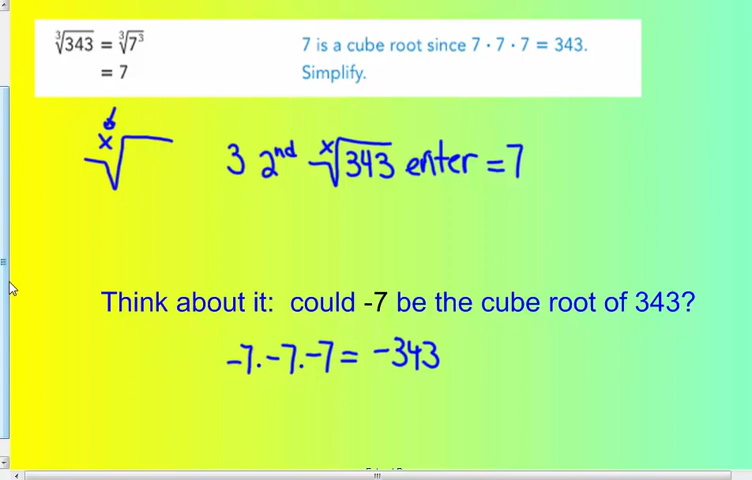 ∛343 = ∛7³ 7 is a cube root since 7 · 7 · 7 = 343.
= 7 Simplify.
ˣ√ 3 2nd ˣ√343 enter = 7
Think about it: could -7 be the cube root of 343?
-7 · -7 · -7 = -343